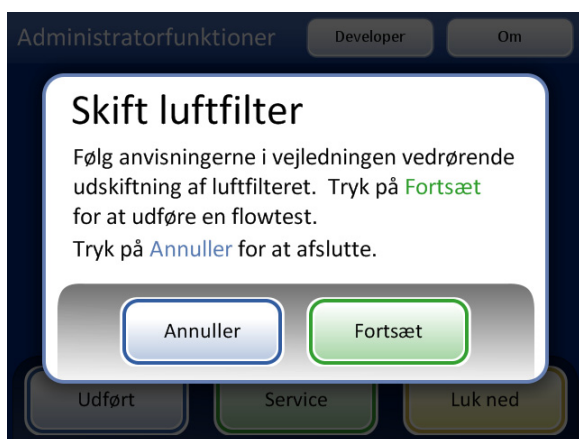 Administratorfunktioner Developer Om
Skift luftfilter
Følg anvisningerne i vejledningen vedrørende
udskiftning af luftfilteret. Tryk på Fortsæt
for at udføre en flowtest.
Tryk på Annuller for at afslutte.
Annuller Fortsæt
Udført Service Luk ned